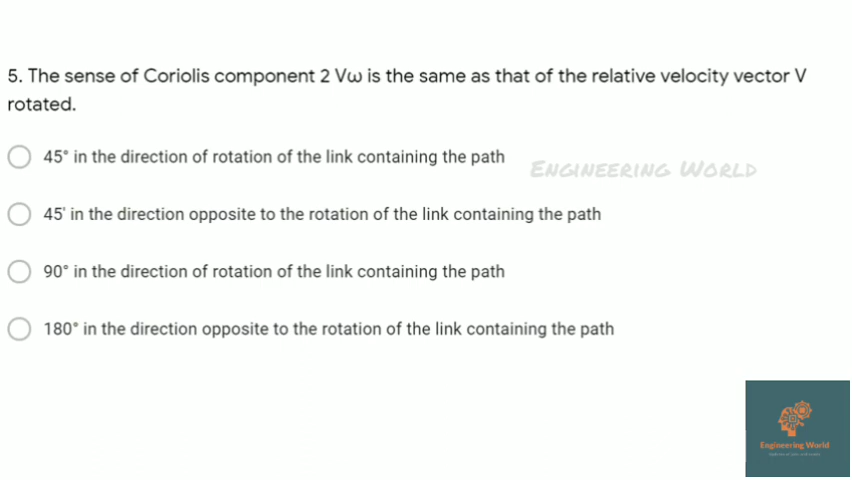 5. The sense of Coriolis component 2 Vω is the same as that of the relative velocity vector V
rotated.
45° in the direction of rotation of the link containing the path
ENGINEERING WORLD
45' in the direction opposite to the rotation of the link containing the path
90° in the direction of rotation of the link containing the path
180° in the direction opposite to the rotation of the link containing the path
Engineering World